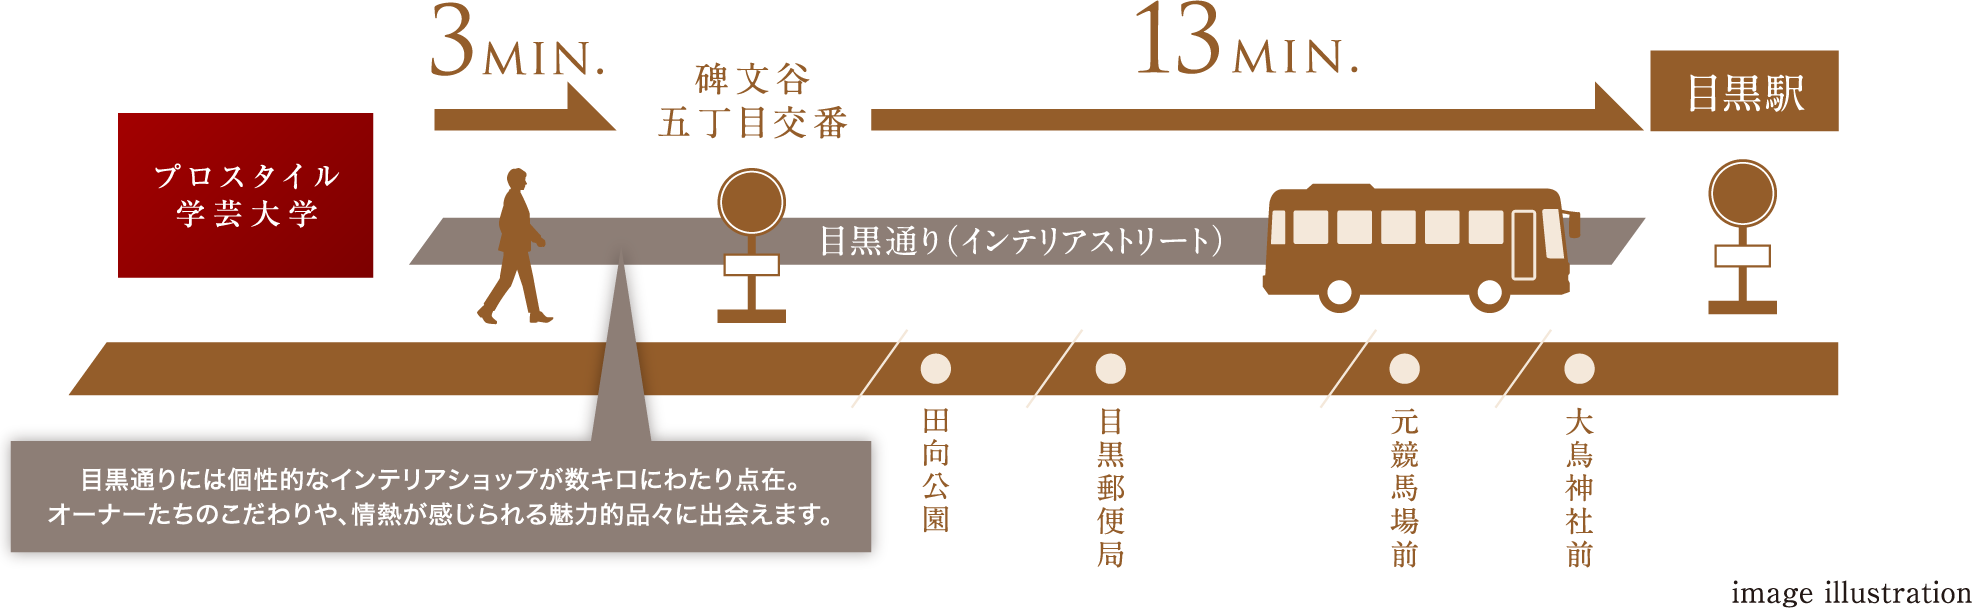 3MIN.
13MIN.
碑文谷
五丁目交番
目黒駅
プロスタイル
学芸大学
目黒通り(インテリアストリート)
田向公園
目黒郵便局
元競馬場前
大鳥神社前
目黒通りには個性的なインテリアショップが数キロにわたり点在。
オーナーたちのこだわりや、情熱が感じられる魅力的品々に出会えます。
image illustration